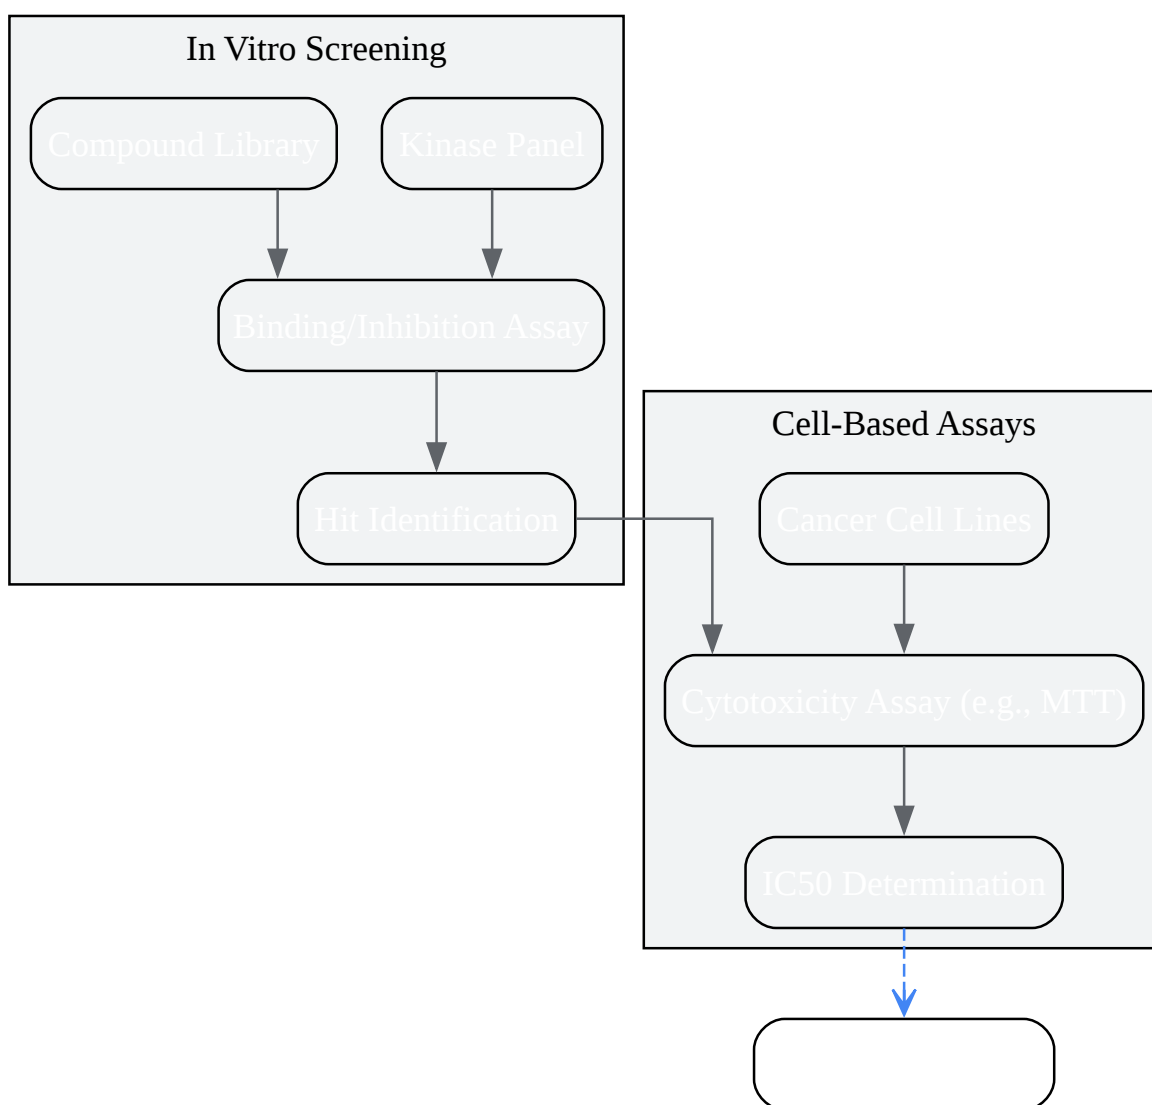 In Vitro Screening
Compound Library
Kinase Panel
Binding/Inhibition Assay
Hit Identification
Cell-Based Assays
Cancer Cell Lines
Cytotoxicity Assay (e.g., MTT)
IC50 Determination